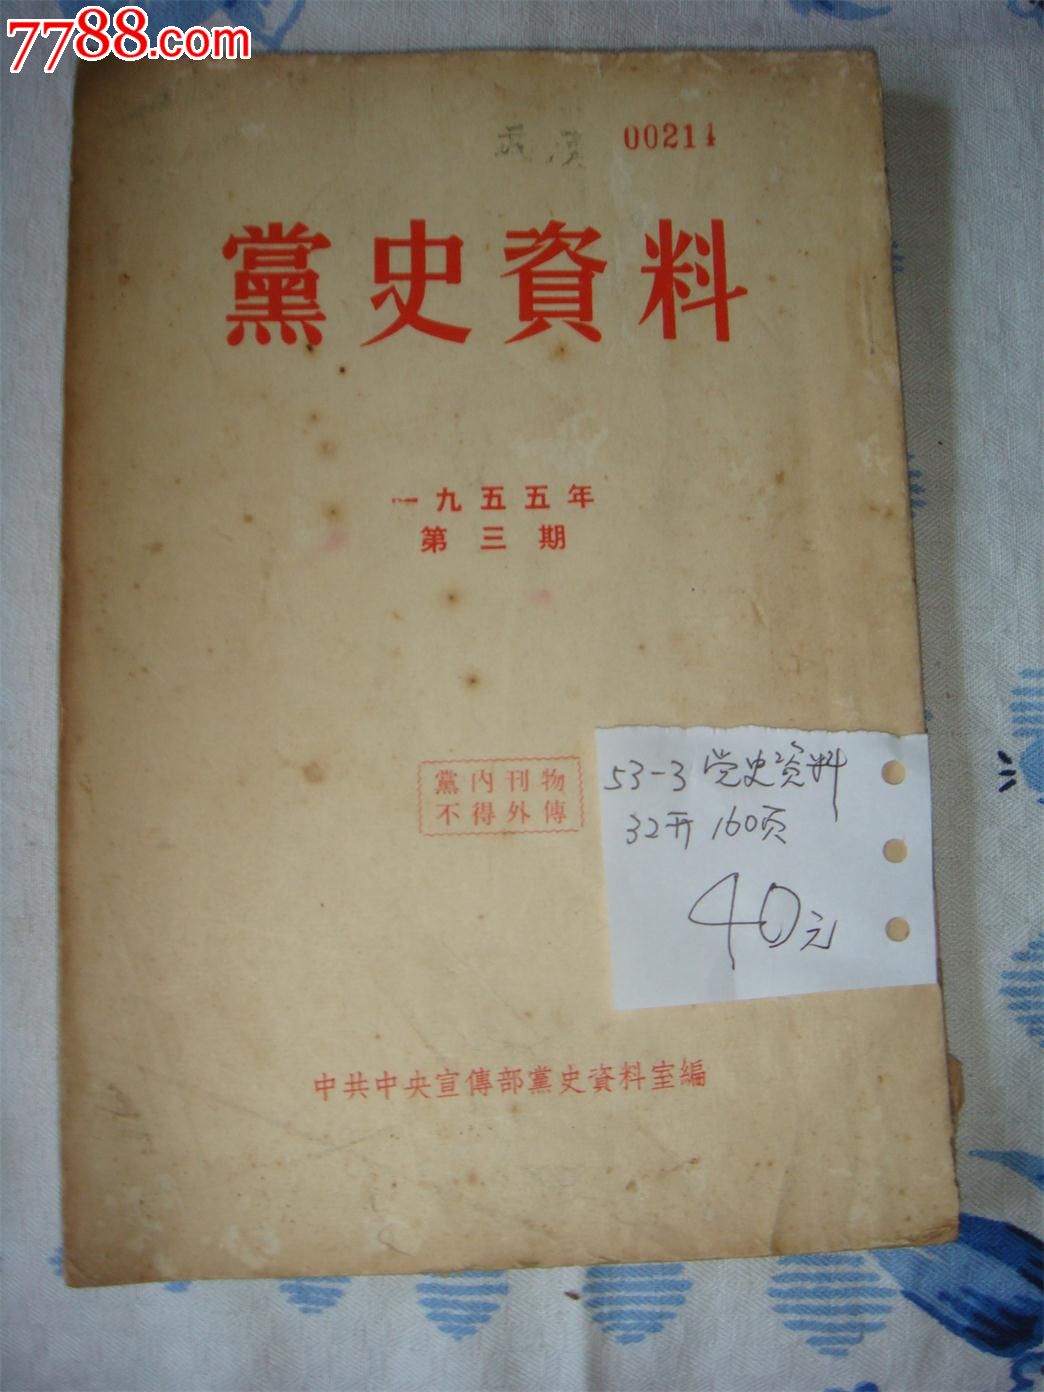 7788.com
00214
黨史資料
一九五五年
第三期
黨內刊物
不得外傳
53-3 党史资料
32开 160页
40元
中共中央宣傳部黨史資料室編